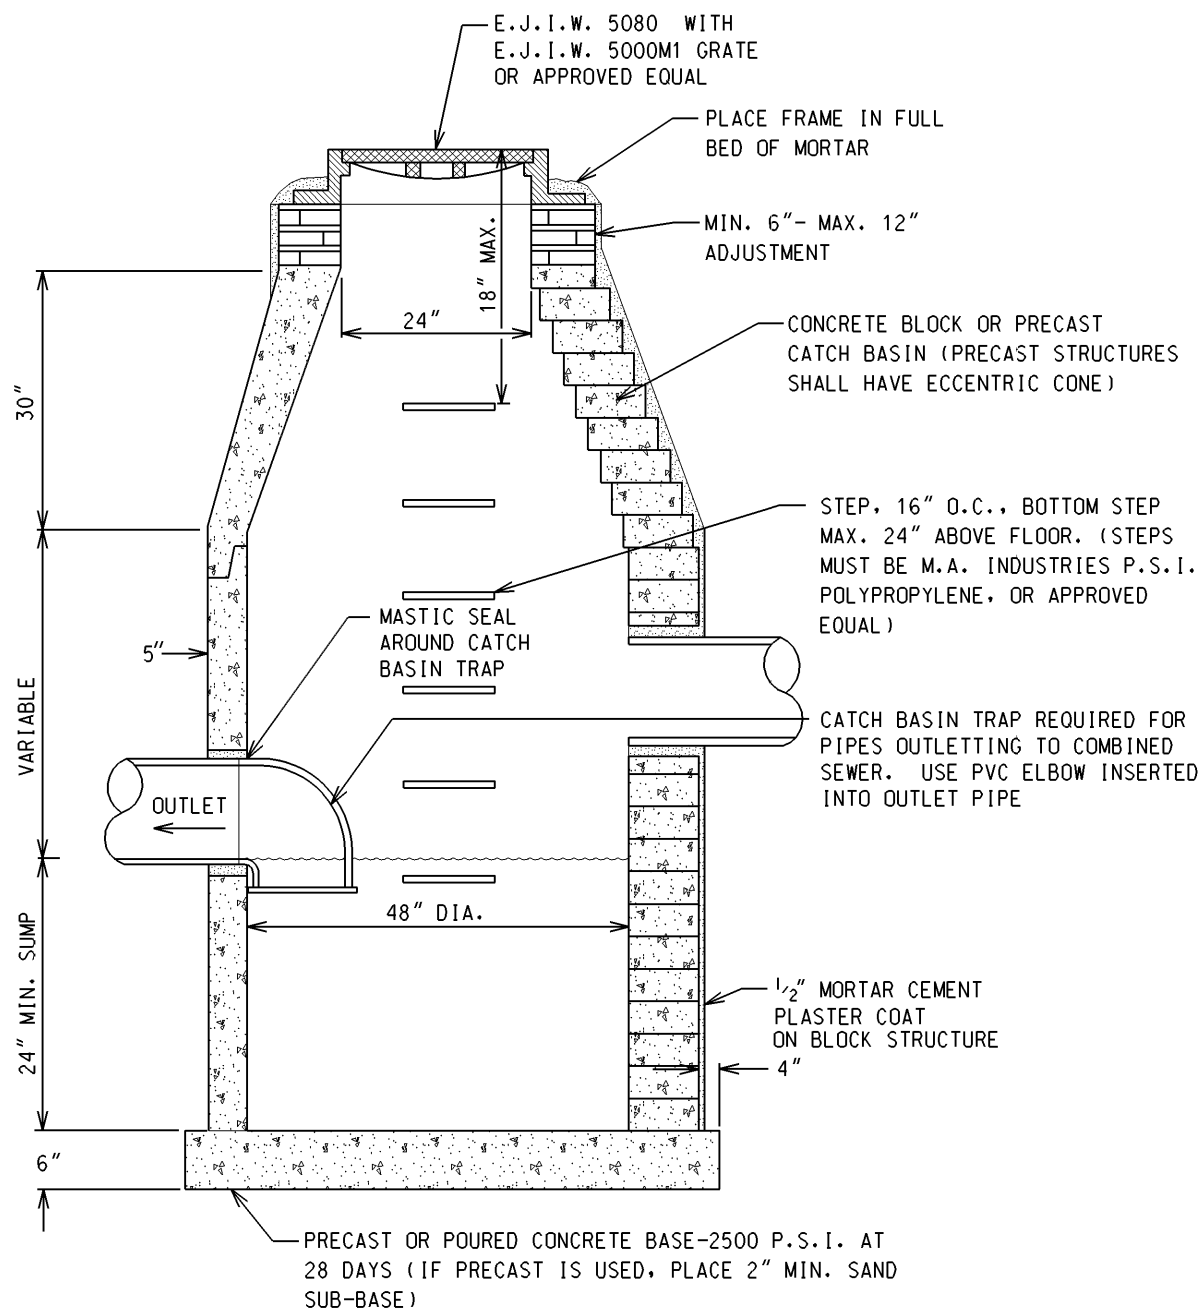 E.J.I.W. 5080 WITH
E.J.I.W. 5000M1 GRATE
OR APPROVED EQUAL
PLACE FRAME IN FULL
BED OF MORTAR
MIN. 6"- MAX. 12"
ADJUSTMENT
18" MAX.
24"
CONCRETE BLOCK OR PRECAST
CATCH BASIN (PRECAST STRUCTURES
SHALL HAVE ECCENTRIC CONE)
30"
STEP, 16" O.C., BOTTOM STEP
MAX. 24" ABOVE FLOOR. (STEPS
MUST BE M.A. INDUSTRIES P.S.I.
POLYPROPYLENE, OR APPROVED
EQUAL)
MASTIC SEAL
AROUND CATCH
BASIN TRAP
5"
VARIABLE
CATCH BASIN TRAP REQUIRED FOR
PIPES OUTLETTING TO COMBINED
SEWER. USE PVC ELBOW INSERTED
INTO OUTLET PIPE
OUTLET
48" DIA.
24" MIN. SUMP
1/2" MORTAR CEMENT
PLASTER COAT
ON BLOCK STRUCTURE
4"
6"
PRECAST OR POURED CONCRETE BASE-2500 P.S.I. AT
28 DAYS (IF PRECAST IS USED, PLACE 2" MIN. SAND
SUB-BASE)